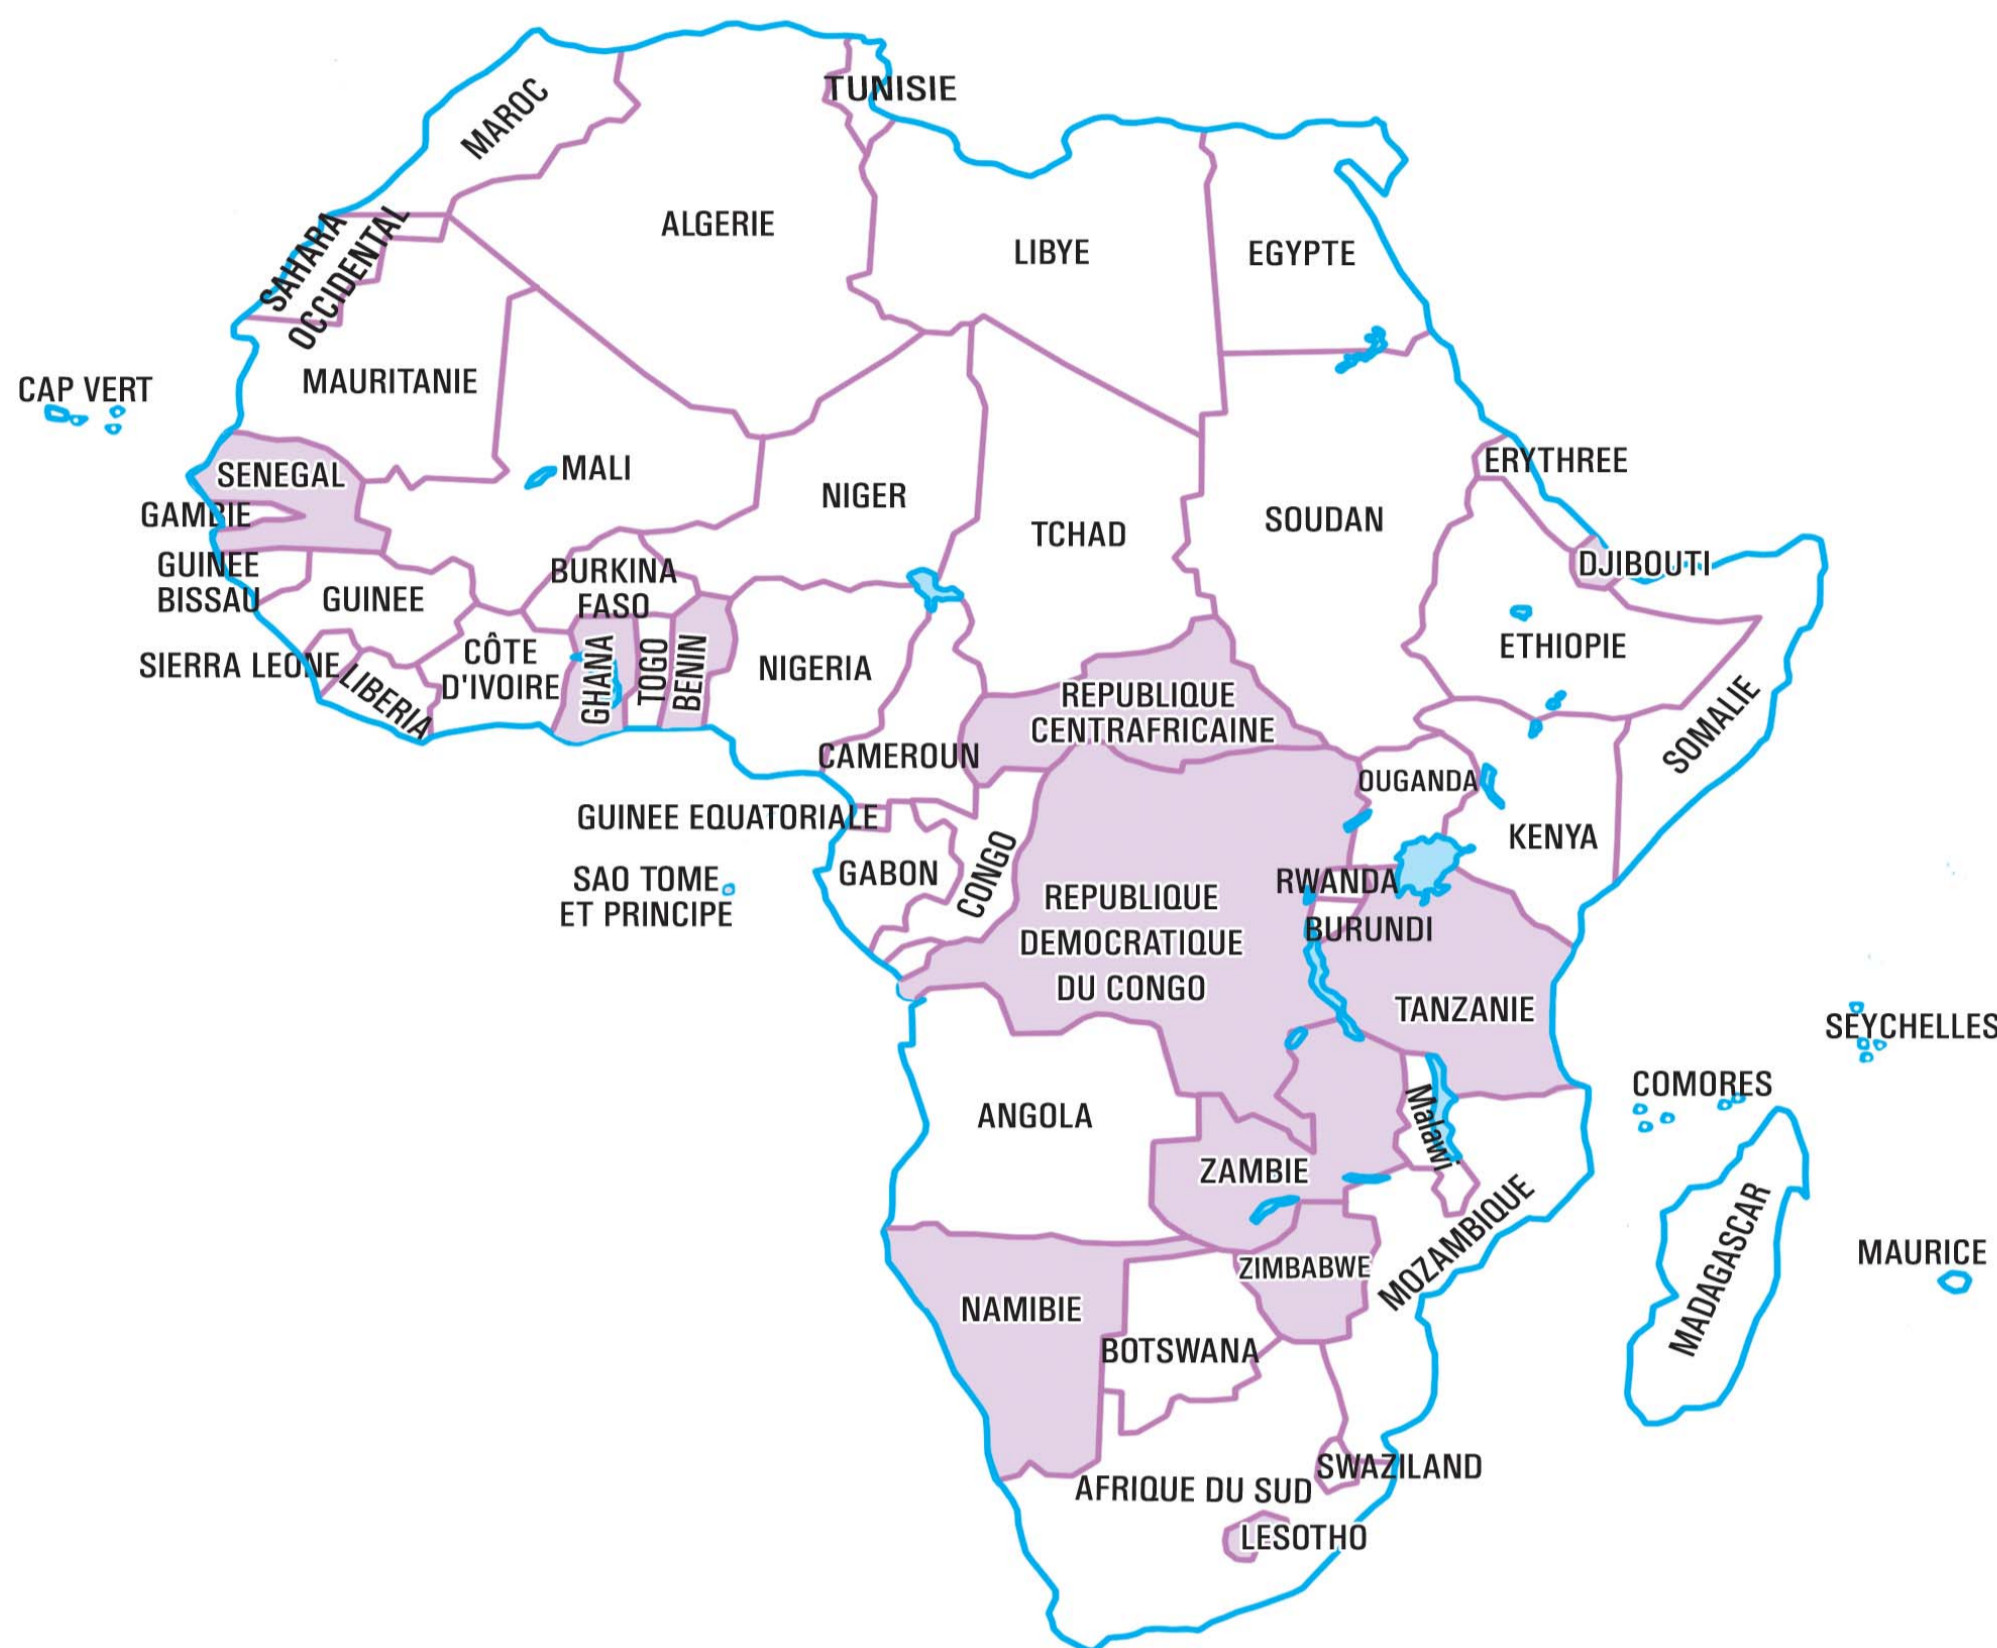 TUNISIE
MAROC
ALGERIE
LIBYE
EGYPTE
SAHARA
OCCIDENTAL
MAURITANIE
CAP VERT
MALI
NIGER
TCHAD
SOUDAN
ERYTHREE
SENEGAL
GAMBIE
GUINEE
BISSAU
GUINEE
BURKINA
FASO
DJIBOUTI
SIERRA LEONE
LIBERIA
CÔTE
D'IVOIRE
GHANA
TOGO
BENIN
NIGERIA
ETHIOPIE
SOMALIE
REPUBLIQUE
CENTRAFRICAINE
CAMEROUN
OUGANDA
KENYA
GUINEE EQUATORIALE
GABON
CONGO
SAO TOME
ET PRINCIPE
REPUBLIQUE
DEMOCRATIQUE
DU CONGO
RWANDA
BURUNDI
TANZANIE
SEYCHELLES
COMORES
ANGOLA
Malawi
ZAMBIE
MOZAMBIQUE
MADAGASCAR
MAURICE
ZIMBABWE
NAMIBIE
BOTSWANA
SWAZILAND
AFRIQUE DU SUD
LESOTHO